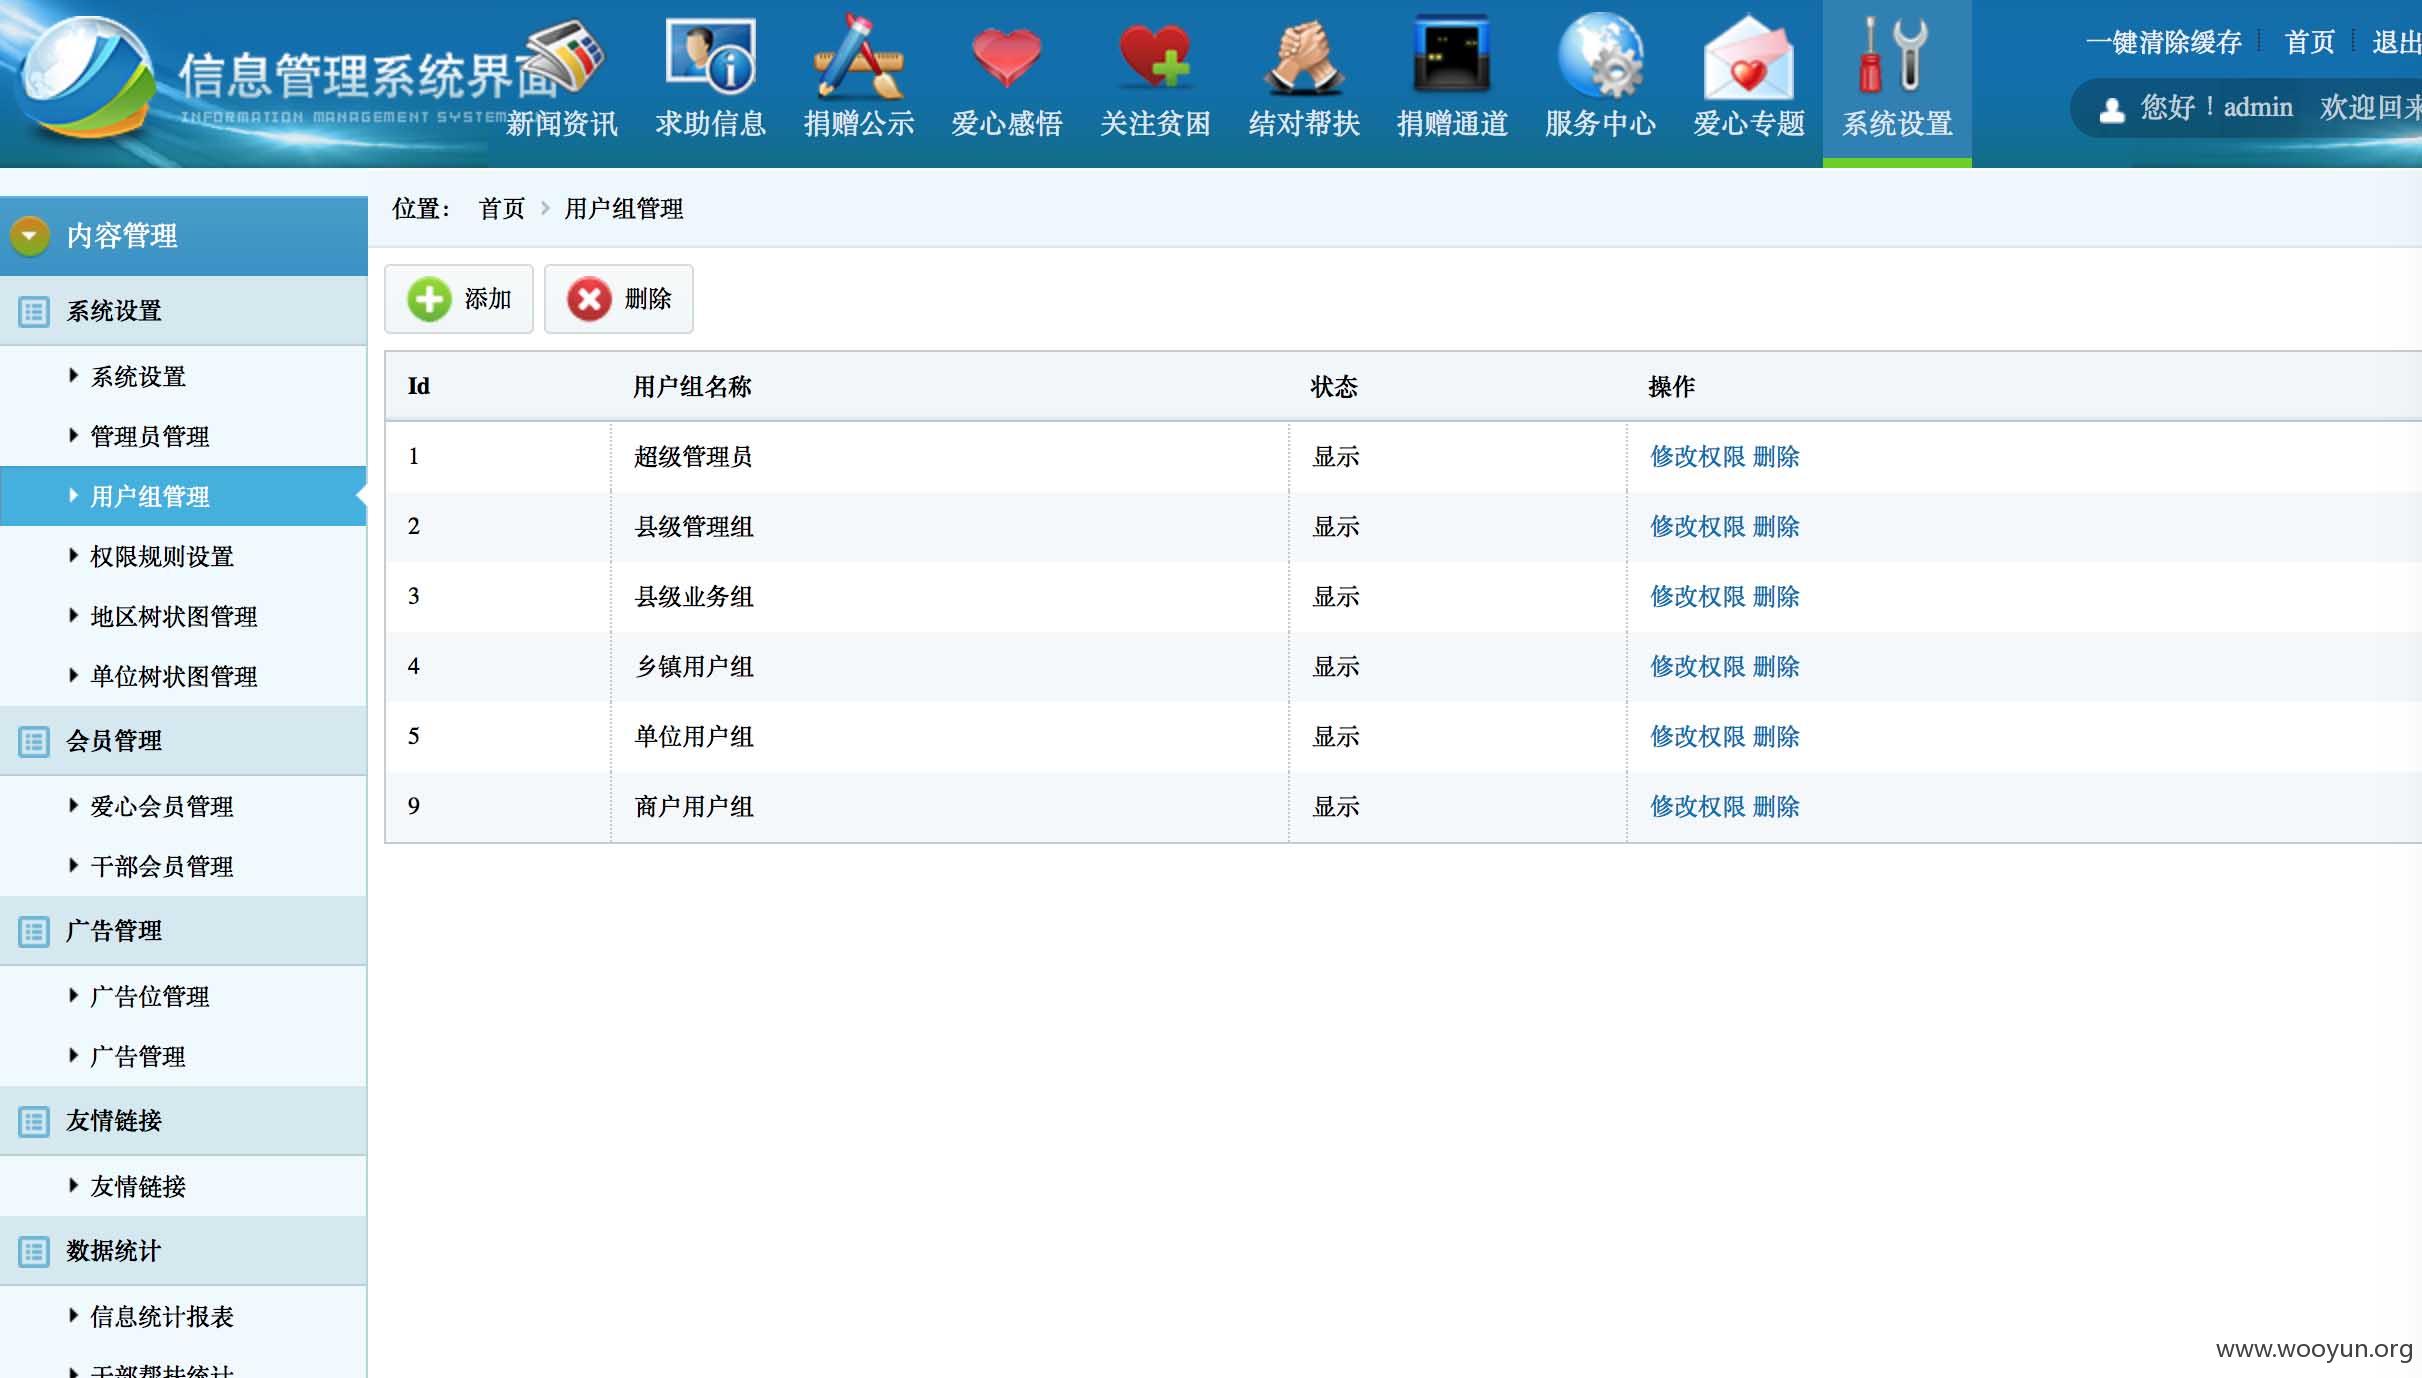 信息管理系统界面
INFORMATION MANAGEMENT SYSTEM
新闻资讯 求助信息 捐赠公示 爱心感悟 关注贫困 结对帮扶 捐赠通道 服务中心 爱心专题 系统设置
一键清除缓存 首页 退出
您好！admin 欢迎回来
位置： 首页 用户组管理
内容管理
系统设置
系统设置
管理员管理
用户组管理
权限规则设置
地区树状图管理
单位树状图管理
会员管理
爱心会员管理
干部会员管理
广告管理
广告位管理
广告管理
友情链接
友情链接
数据统计
信息统计报表
干部帮扶统计
添加 删除
Id 用户组名称 状态 操作
1 超级管理员 显示 修改权限 删除
2 县级管理组 显示 修改权限 删除
3 县级业务组 显示 修改权限 删除
4 乡镇用户组 显示 修改权限 删除
5 单位用户组 显示 修改权限 删除
9 商户用户组 显示 修改权限 删除
www.wooyun.org